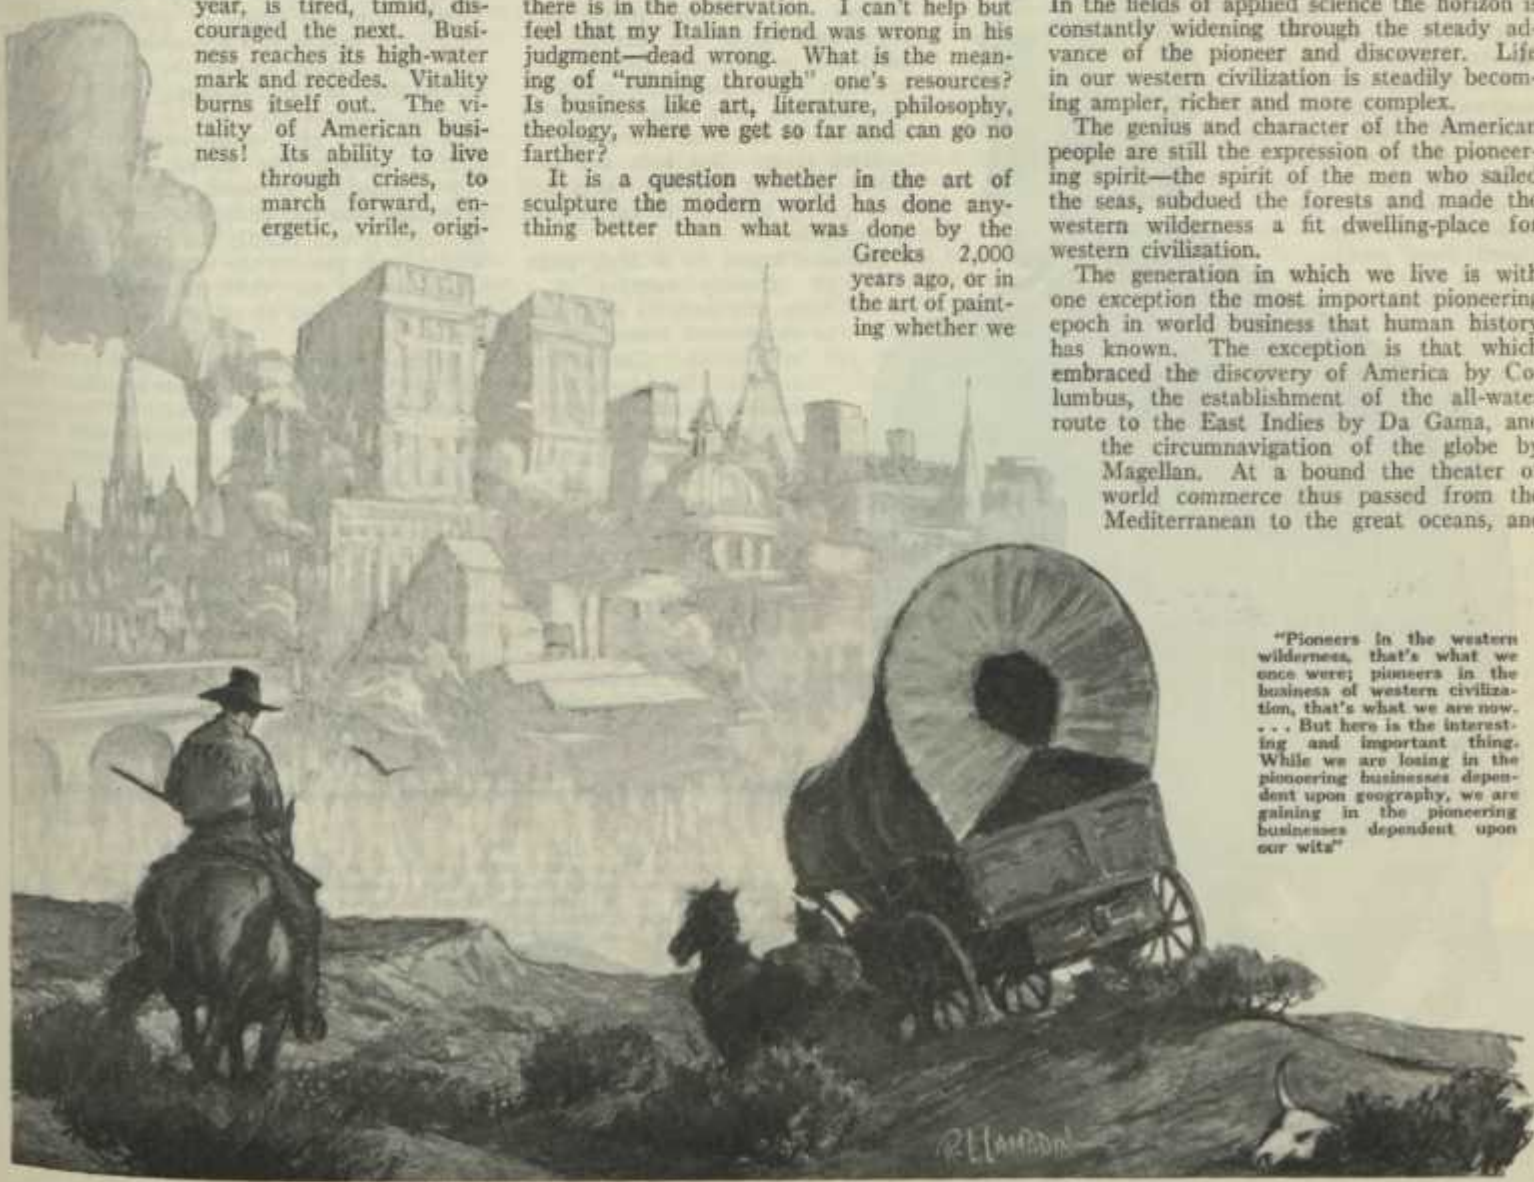 year, is tired, timid, dis-
couraged the next. Busi-
ness reaches its high-water
mark and recedes. Vitality
burns itself out. The vi-
tality of American busi-
ness! Its ability to live
through crises, to
march forward, en-
ergetic, virile, origi-
there is in the observation. I can't help but
feel that my Italian friend was wrong in his
judgment—dead wrong. What is the mean-
ing of "running through" one's resources?
Is business like art, literature, philosophy,
theology, where we get so far and can go no
farther?
It is a question whether in the art of
sculpture the modern world has done any-
thing better than what was done by the
Greeks 2,000
years ago, or in
the art of paint-
ing whether we
In the fields of applied science the horizon
constantly widening through the steady ad-
vance of the pioneer and discoverer. Life
in our western civilization is steadily becom-
ing ampler, richer and more complex.
The genius and character of the American
people are still the expression of the pioneer-
ing spirit—the spirit of the men who sailed
the seas, subdued the forests and made the
western wilderness a fit dwelling-place for
western civilization.
The generation in which we live is with
one exception the most important pioneering
epoch in world business that human history
has known. The exception is that which
embraced the discovery of America by Co-
lumbus, the establishment of the all-water
route to the East Indies by Da Gama, and
the circumnavigation of the globe by
Magellan. At a bound the theater of
world commerce thus passed from the
Mediterranean to the great oceans, and
"Pioneers in the western
wilderness, that's what we
once were; pioneers in the
business of western civiliza-
tion, that's what we are now.
. . . But here is the interest-
ing and important thing.
While we are losing in the
pioneering businesses depen-
dent upon geography, we are
gaining in the pioneering
businesses dependent upon
our wits"
R L LAMBDIN